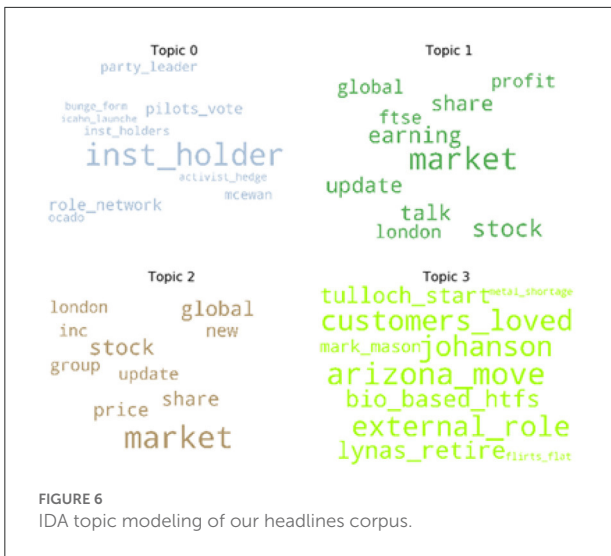 Topic 0
party_leader
bunge_form pilots_vote
icahn_launche
inst_holders
inst_holder
activist_hedge
mcewan
role_network
ocado
Topic 1
global profit
share
ftse
earning
market
update
talk
london stock
Topic 2
london global
inc new
stock
group update
share
price
market
Topic 3
tulloch_start metal_shortage
customers_loved
mark_mason johanson
arizona_move
bio_based_htfs
external_role
lynas_retire flirts_flat
FIGURE 6
IDA topic modeling of our headlines corpus.